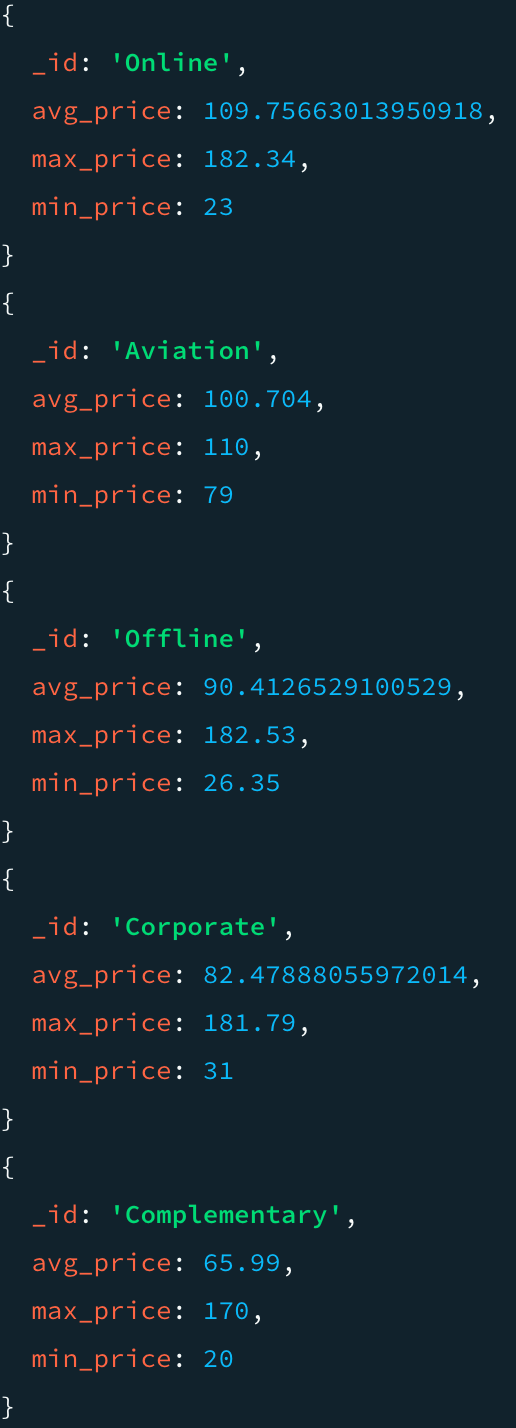 {
  _id: 'Online',
  avg_price: 109.75663013950918,
  max_price: 182.34,
  min_price: 23
}
{
  _id: 'Aviation',
  avg_price: 100.704,
  max_price: 110,
  min_price: 79
}
{
  _id: 'Offline',
  avg_price: 90.4126529100529,
  max_price: 182.53,
  min_price: 26.35
}
{
  _id: 'Corporate',
  avg_price: 82.47888055972014,
  max_price: 181.79,
  min_price: 31
}
{
  _id: 'Complementary',
  avg_price: 65.99,
  max_price: 170,
  min_price: 20
}